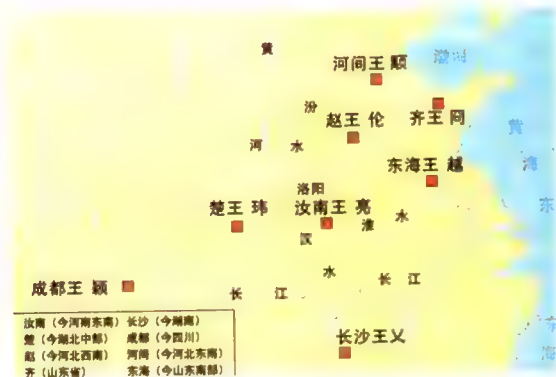 黄
河间王 颙
渤海
汾
赵王 伦
齐王 冏
黄
河 水
海
东海王 越
洛阳
东
楚王 玮
汝南王 亮
淮 水
汉
水
成都王 颖
长 江
长 江
长沙王乂
东
海
汝南（今河南东南）长沙（今湖南）
楚（今湖北中部） 成都（今四川）
赵（今河北西南） 河间（今河北东南）
齐（山东省） 东海（今山东南部）